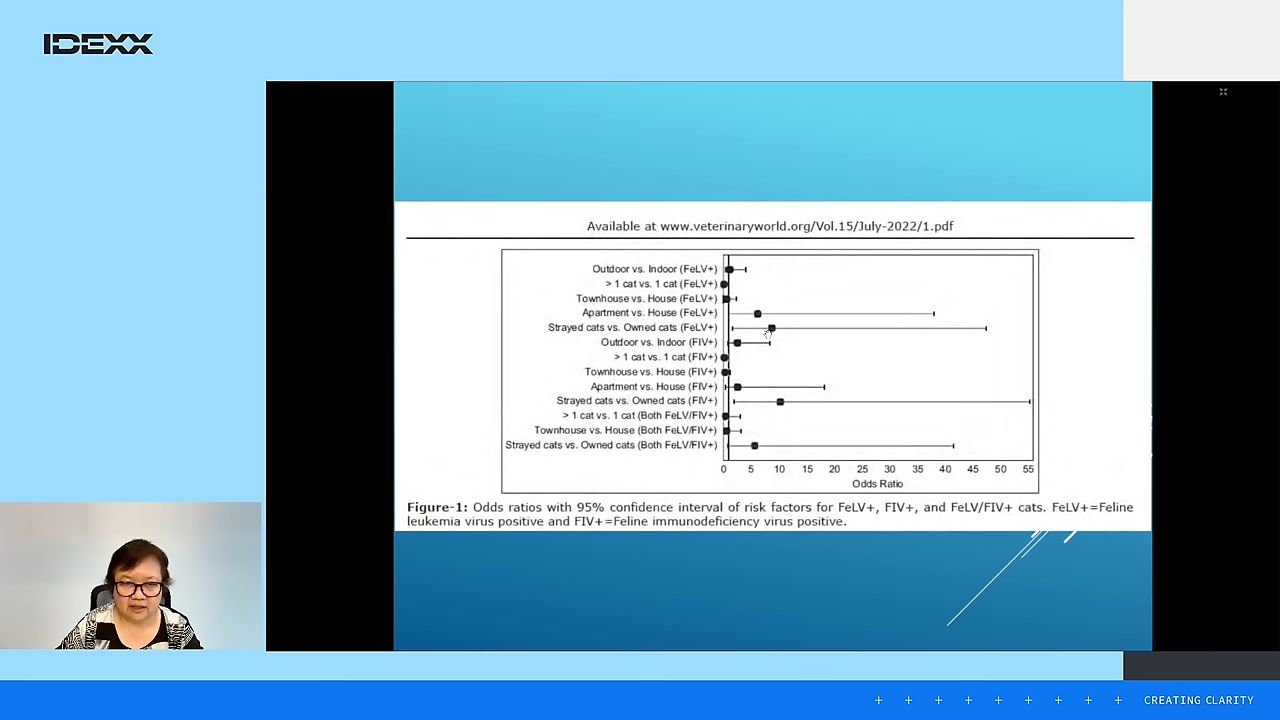 IDEXX
Available at www.veterinaryworld.org/Vol.15/July-2022/1.pdf
Outdoor vs. Indoor (FeLV+)
> 1 cat vs. 1 cat (FeLV+)
Townhouse vs. House (FeLV+)
Apartment vs. House (FeLV+)
Strayed cats vs. Owned cats (FeLV+)
Outdoor vs. Indoor (FIV+)
> 1 cat vs. 1 cat (FIV+)
Townhouse vs. House (FIV+)
Apartment vs. House (FIV+)
Strayed cats vs. Owned cats (FIV+)
> 1 cat vs. 1 cat (Both FeLV/FIV+)
Townhouse vs. House (Both FeLV/FIV+)
Strayed cats vs. Owned cats (Both FeLV/FIV+)
0 5 10 15 20 25 30 35 40 45 50 55
Odds Ratio
Figure-1: Odds ratios with 95% confidence interval of risk factors for FeLV+, FIV+, and FeLV/FIV+ cats. FeLV+=Feline
leukemia virus positive and FIV+=Feline immunodeficiency virus positive.
CREATING CLARITY